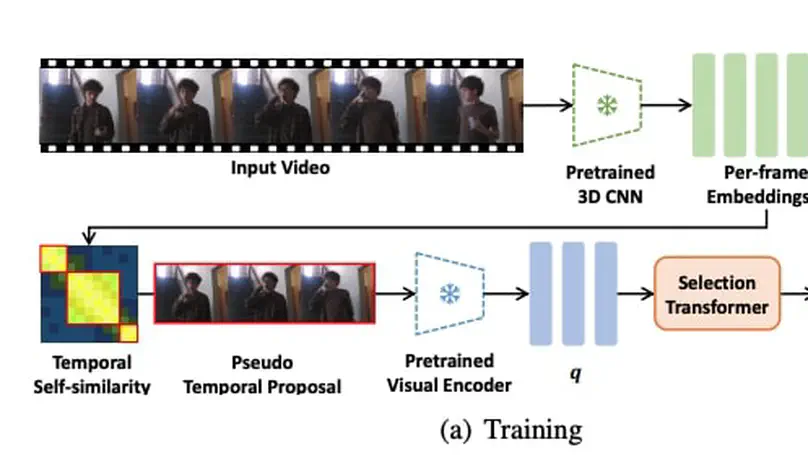 Input Video
Pretrained
3D CNN
Per-frame
Embeddings
Temporal
Self-similarity
Pseudo
Temporal Proposal
Pretrained
Visual Encoder
q
Selection
Transformer
(a) Training